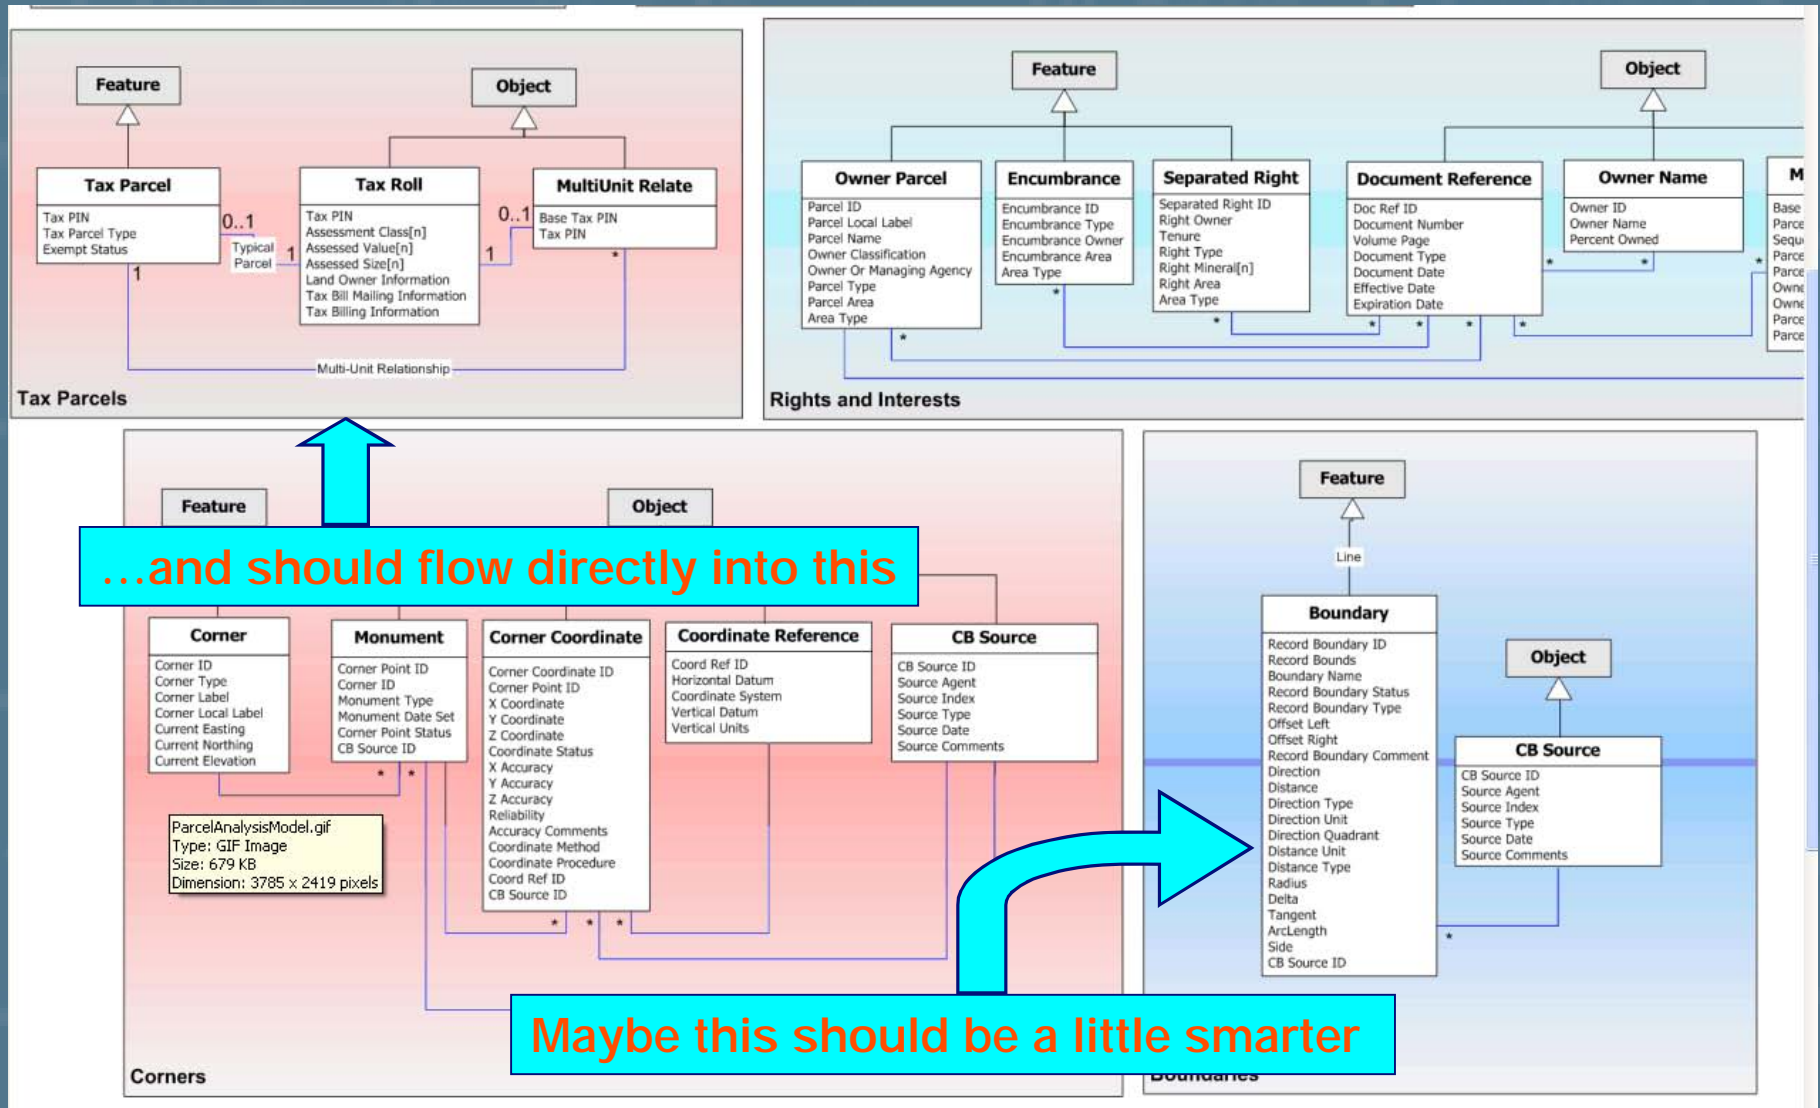 Feature
Object
Tax Parcel
Tax PIN
Tax Parcel Type
Exempt Status
0..1
Typical
Parcel
1
1
Tax Roll
Tax PIN
Assessment Class[n]
Assessed Value[n]
Assessed Size[n]
Land Owner Information
Tax Bill Mailing Information
Tax Billing Information
0..1
1
MultiUnit Relate
Base Tax PIN
Tax PIN
*
Multi-Unit Relationship
Tax Parcels
Feature
Object
Owner Parcel
Parcel ID
Parcel Local Label
Parcel Name
Owner Classification
Owner Or Managing Agency
Parcel Type
Parcel Area
Area Type
*
Encumbrance
Encumbrance ID
Encumbrance Type
Encumbrance Owner
Encumbrance Area
Area Type
*
Separated Right
Separated Right ID
Right Owner
Tenure
Right Type
Right Mineral[n]
Right Area
Area Type
*
Document Reference
Doc Ref ID
Document Number
Volume Page
Document Type
Document Date
Effective Date
Expiration Date
* * * *
*
Owner Name
Owner ID
Owner Name
Percent Owned
*
*
M
Base
Parce
Sequ
Parce
Parce
Owne
Owne
Parce
Parce
Rights and Interests
Feature
Object
…and should flow directly into this
Corner
Corner ID
Corner Type
Corner Label
Corner Local Label
Current Easting
Current Northing
Current Elevation
Monument
Corner Point ID
Corner ID
Monument Type
Monument Date Set
Corner Point Status
CB Source ID
* *
Corner Coordinate
Corner Coordinate ID
Corner Point ID
X Coordinate
Y Coordinate
Z Coordinate
Coordinate Status
X Accuracy
Y Accuracy
Z Accuracy
Reliability
Accuracy Comments
Coordinate Method
Coordinate Procedure
Coord Ref ID
CB Source ID
* * *
Coordinate Reference
Coord Ref ID
Horizontal Datum
Coordinate System
Vertical Datum
Vertical Units
CB Source
CB Source ID
Source Agent
Source Index
Source Type
Source Date
Source Comments
ParcelAnalysisModel.gif
Type: GIF Image
Size: 679 KB
Dimension: 3785 x 2419 pixels
Corners
Feature
Line
Boundary
Record Boundary ID
Record Bounds
Boundary Name
Record Boundary Status
Record Boundary Type
Offset Left
Offset Right
Record Boundary Comment
Direction
Distance
Direction Type
Direction Unit
Direction Quadrant
Distance Unit
Distance Type
Radius
Delta
Tangent
ArcLength
Side
CB Source ID
*
Object
CB Source
CB Source ID
Source Agent
Source Index
Source Type
Source Date
Source Comments
Maybe this should be a little smarter
Boundaries